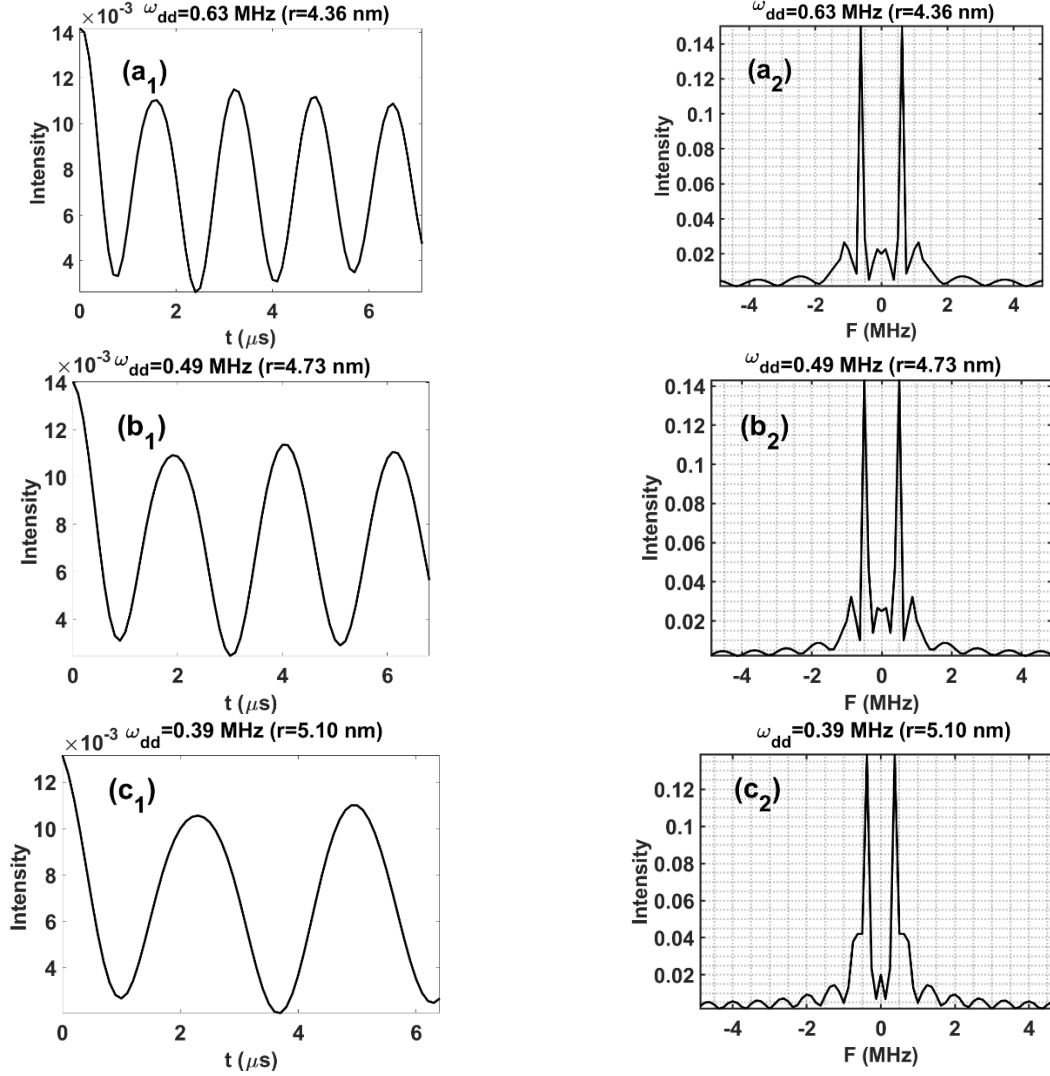 ω_dd=0.63 MHz (r=4.36 nm)
×10^-3
(a_1)
14
12
10
8
6
4
Intensity
0 2 4 6
t (μs)
ω_dd=0.63 MHz (r=4.36 nm)
(a_2)
0.14
0.12
0.1
0.08
0.06
0.04
0.02
Intensity
-4 -2 0 2 4
F (MHz)
×10^-3 ω_dd=0.49 MHz (r=4.73 nm)
(b_1)
14
12
10
8
6
4
Intensity
0 2 4 6
t (μs)
ω_dd=0.49 MHz (r=4.73 nm)
(b_2)
0.14
0.12
0.1
0.08
0.06
0.04
0.02
Intensity
-4 -2 0 2 4
F (MHz)
×10^-3 ω_dd=0.39 MHz (r=5.10 nm)
(c_1)
12
10
8
6
4
Intensity
0 2 4 6
t (μs)
ω_dd=0.39 MHz (r=5.10 nm)
(c_2)
0.12
0.1
0.08
0.06
0.04
0.02
Intensity
-4 -2 0 2 4
F (MHz)